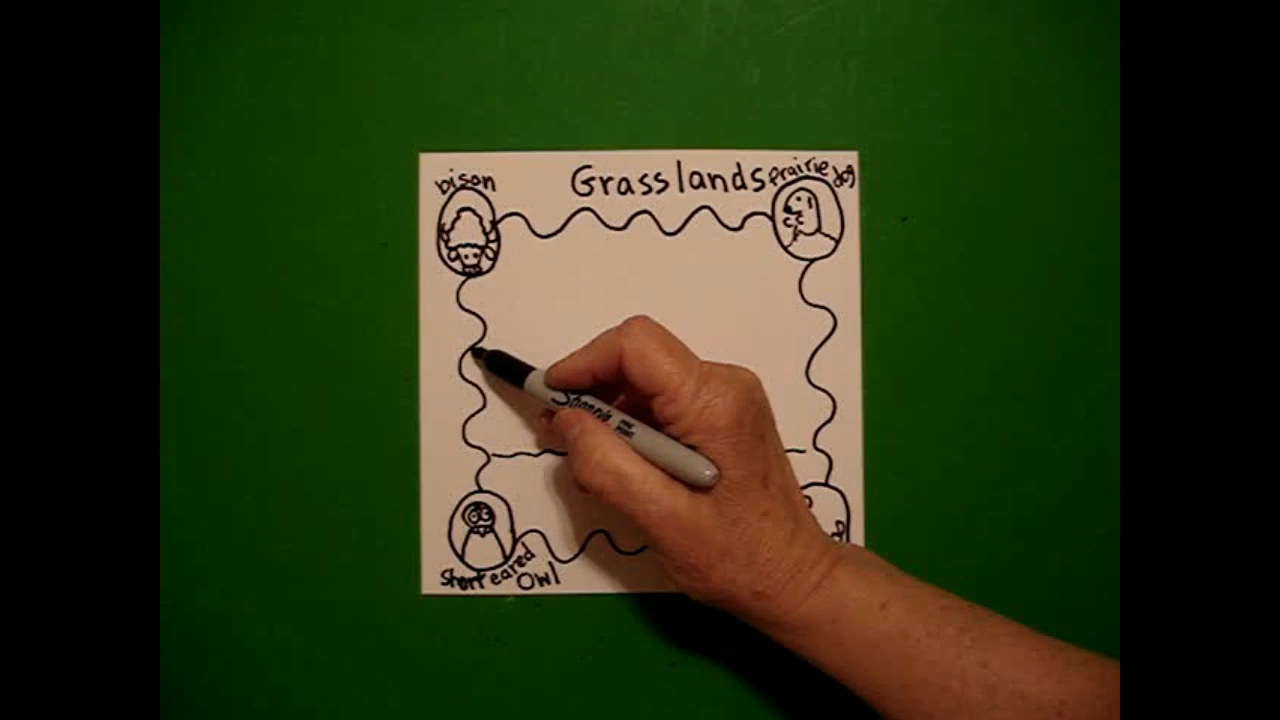 bison
Grasslands
prairie dog
Sharpie
Short eared
Owl